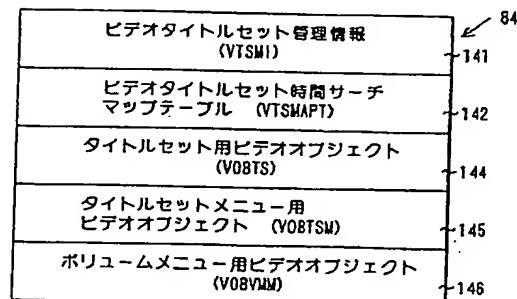 84
ビデオタイトルセット管理情報
(VTSMI)
141
ビデオタイトルセット時間サーチ
マップテーブル (VTSMAPT)
142
タイトルセット用ビデオオブジェクト
(VOBTS)
144
タイトルセットメニュー用
ビデオオブジェクト (VOBTSM)
145
ボリュームメニュー用ビデオオブジェクト
(VOBVMM)
146